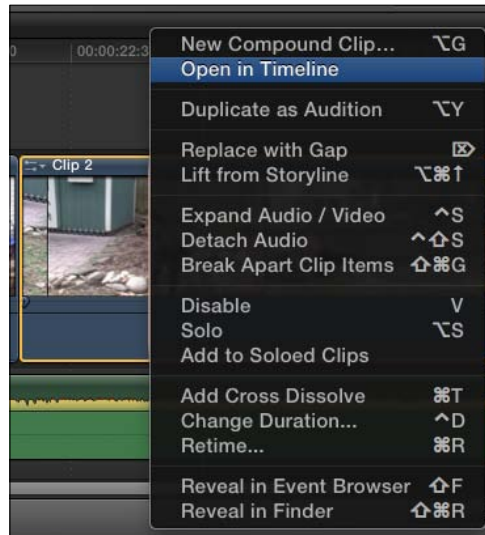 00:00:22:3
Clip 2
New Compound Clip... ⌥G
Open in Timeline
Duplicate as Audition ⌥Y
Replace with Gap ⌦
Lift from Storyline ⌥⌘↑
Expand Audio / Video ^S
Detach Audio ^⇧S
Break Apart Clip Items ⇧⌘G
Disable V
Solo ⌥S
Add to Soloed Clips
Add Cross Dissolve ⌘T
Change Duration... ^D
Retime... ⌘R
Reveal in Event Browser ⇧F
Reveal in Finder ⇧⌘R